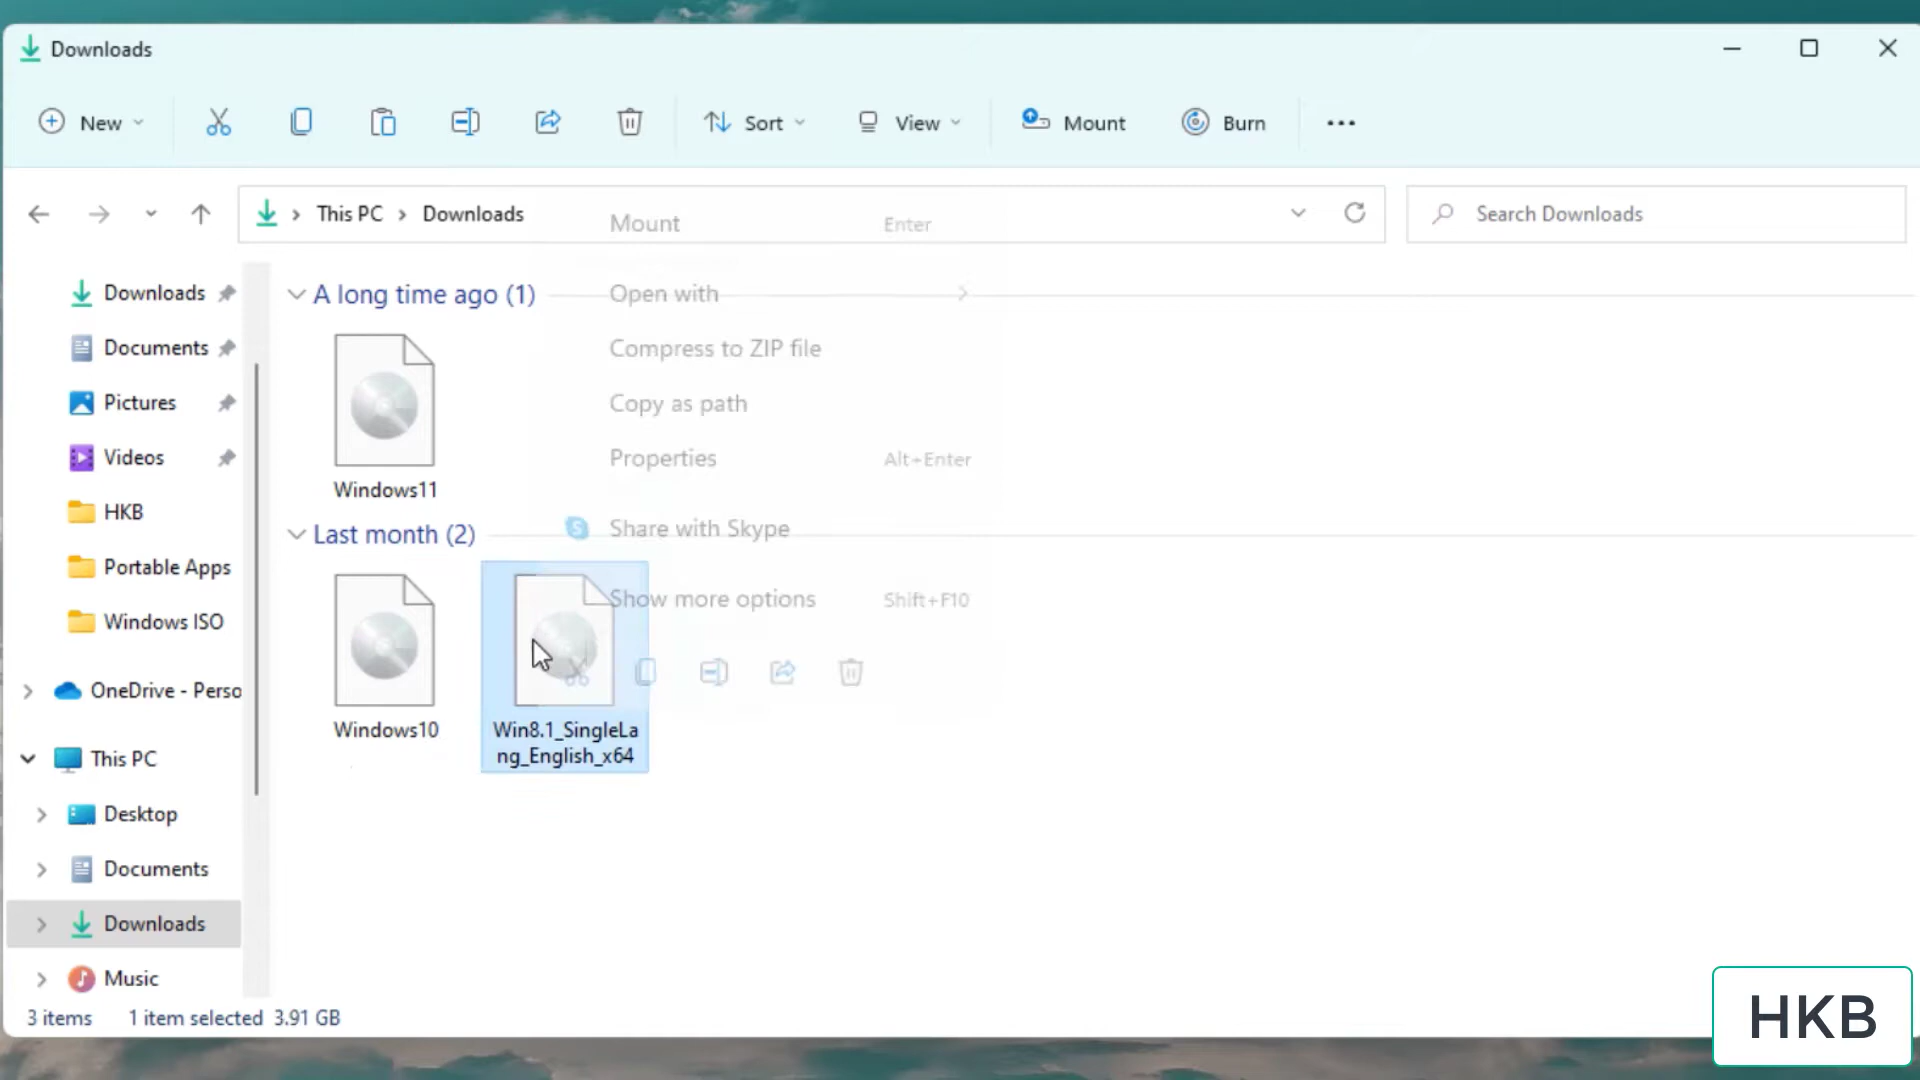 Downloads
New
Sort
View
Mount
Burn
This PC
Downloads
Search Downloads
Mount Enter
Open with
Compress to ZIP file
Copy as path
Properties Alt+Enter
Share with Skype
Show more options Shift+F10
Downloads
Documents
Pictures
Videos
HKB
Portable Apps
Windows ISO
OneDrive - Perso
This PC
Desktop
Documents
Downloads
Music
A long time ago (1)
Windows11
Last month (2)
Windows10
Win8.1_SingleLa
ng_English_x64
3 items 1 item selected 3.91 GB
HKB